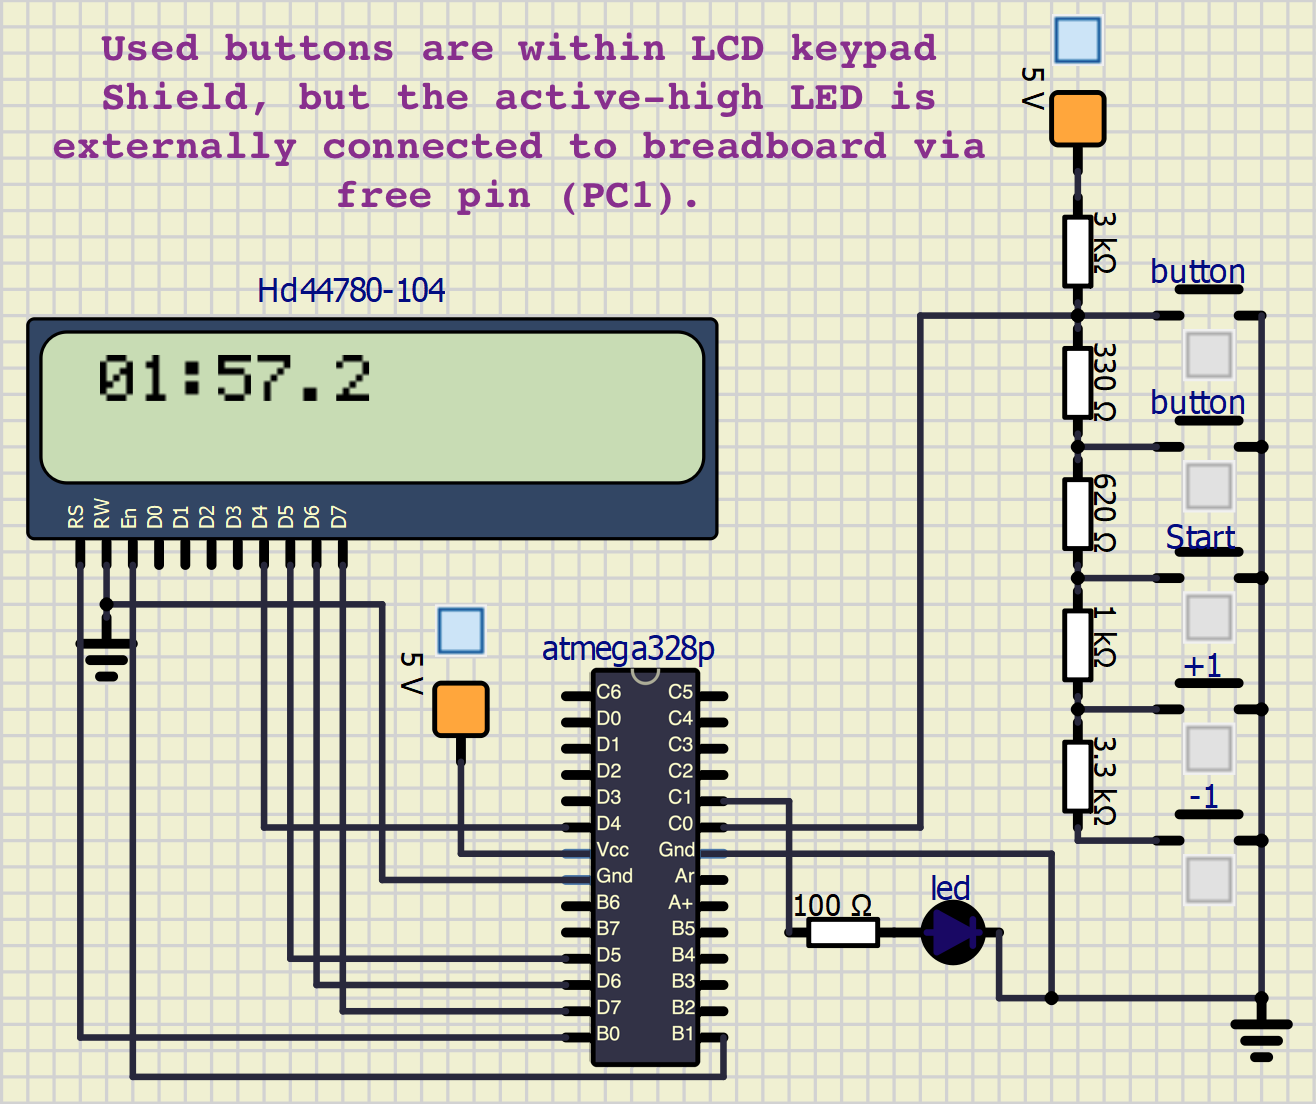 Used buttons are within LCD keypad
Shield, but the active-high LED is
externally connected to breadboard via
free pin (PC1).
5 V
3 kΩ
button
330 Ω
button
620 Ω
Start
1 kΩ
+1
3.3 kΩ
-1
Hd44780-104
01:57.2
RS RW En D0 D1 D2 D3 D4 D5 D6 D7
5 V
atmega328p
C6 C5
D0 C4
D1 C3
D2 C2
D3 C1
D4 C0
Vcc Gnd
Gnd Ar
B6 A+
B7 B5
D5 B4
D6 B3
D7 B2
B0 B1
100 Ω
led